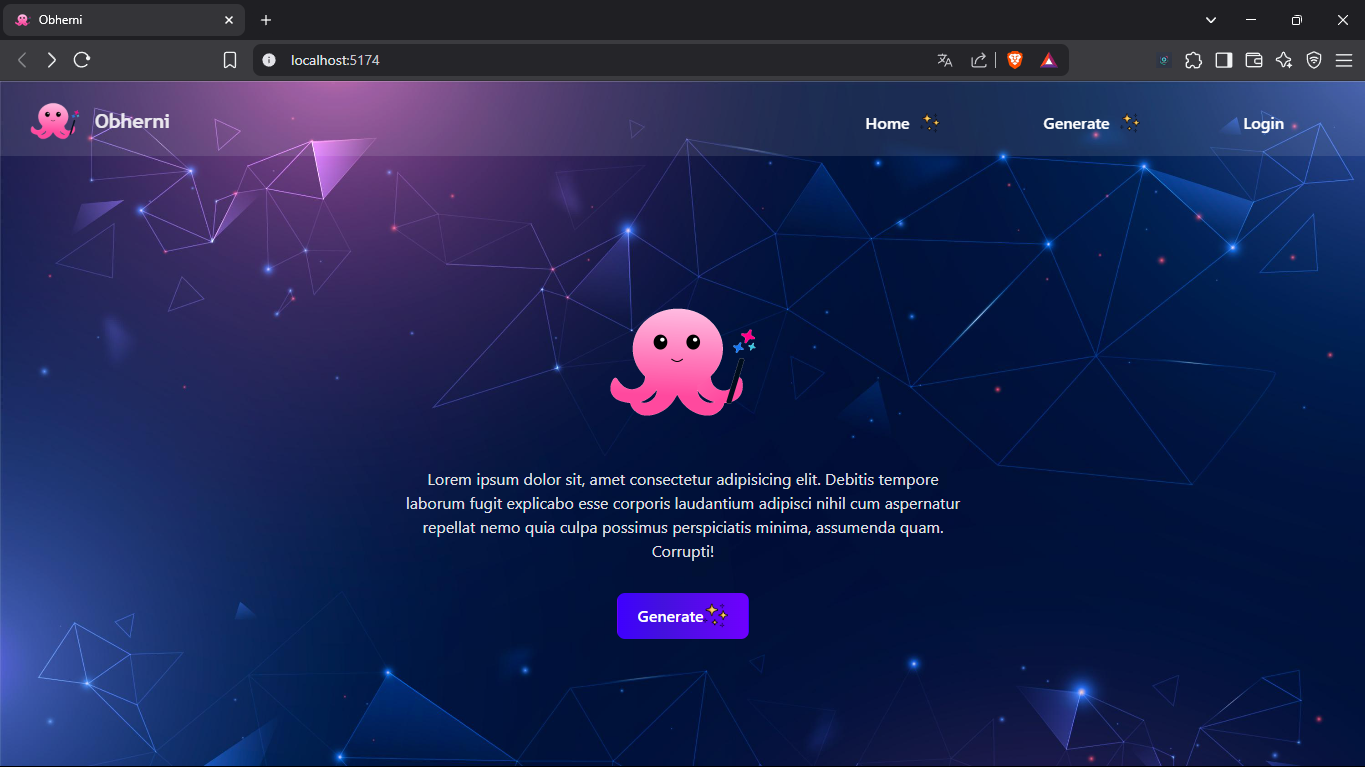 Obherni
localhost:5174
Obherni
Home
Generate
Login
Lorem ipsum dolor sit, amet consectetur adipisicing elit. Debitis tempore
laborum fugit explicabo esse corporis laudantium adipisci nihil cum aspernatur
repellat nemo quia culpa possimus perspiciatis minima, assumenda quam.
Corrupti!
Generate